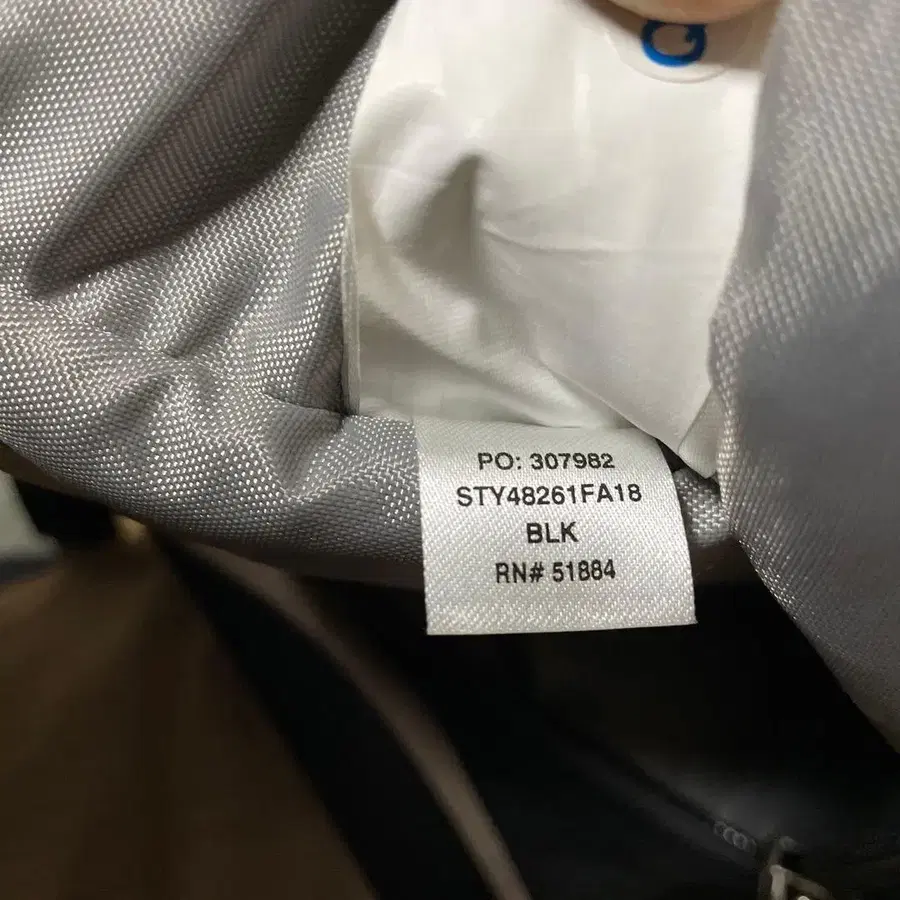 PO: 307982
STY48261FA18
BLK
RN# 51884